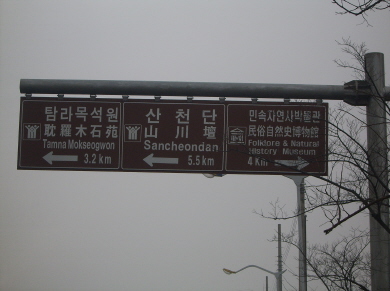 탐라목석원
耽羅木石苑
Tamna Mokseogwon
3.2 km
산천단
山川壇
Sancheondan
5.5 km
민속자연사박물관
民俗自然史博物館
Folklore & Natural
History Museum
4 Km